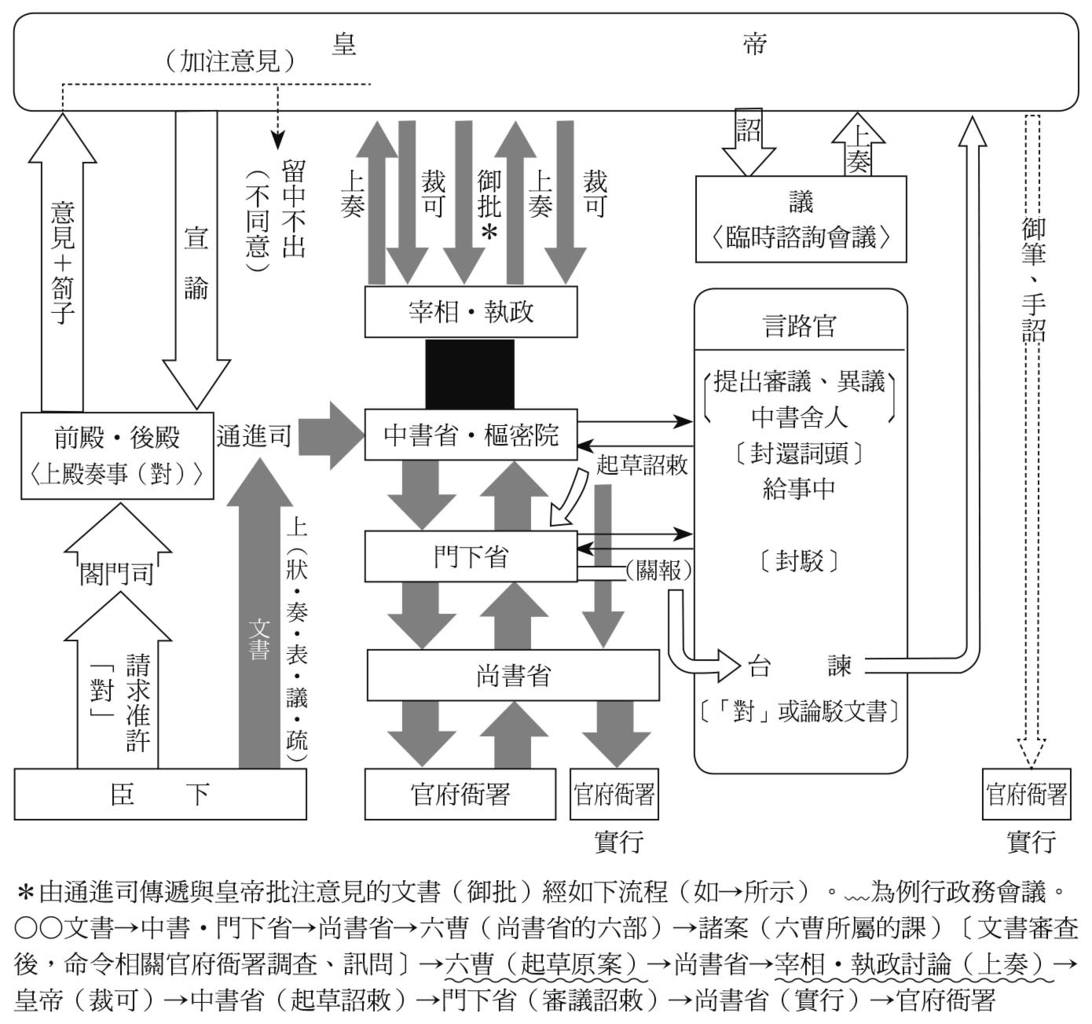 皇帝
(加注意見)
留中不出
(不同意)
意見＋箚子
宣諭
上奏
裁可
御批＊
上奏
裁可
詔
上奏
議
〈臨時諮詢會議〉
御筆、手詔
宰相・執政
言路官
(提出審議、異議)
中書舍人
〔封還詞頭〕
給事中
〔封駁〕
前殿・後殿
〈上殿奏事(對)〉
通進司
中書省・樞密院
起草詔敕
門下省
(關報)
閤門司
文書
上(狀・奏・表・議・疏)
請求准許
「對」
尚書省
台諫
〔「對」或論駁文書〕
臣下
官府衙署
官府衙署
實行
官府衙署
實行
＊由通進司傳遞與皇帝批注意見的文書（御批）經如下流程（如→所示）。﹏為例行政務會議。
○○文書→中書・門下省→尚書省→六曹（尚書省的六部）→諸案（六曹所屬的課）〔文書審查
後，命令相關官府衙署調查、訊問〕→六曹（起草原案）→尚書省→宰相・執政討論（上奏）→
皇帝（裁可）→中書省（起草詔敕）→門下省（審議詔敕）→尚書省（實行）→官府衙署